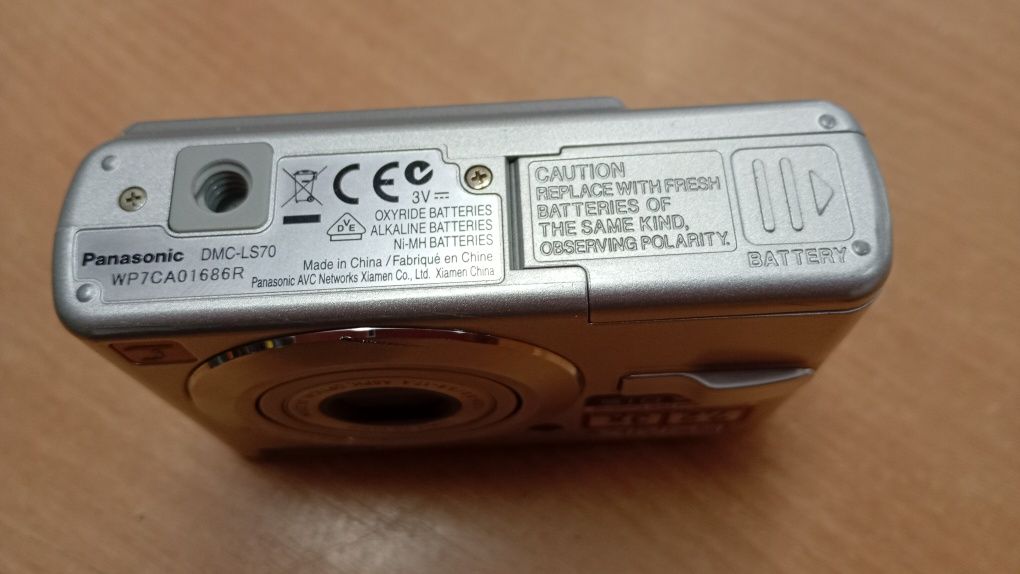 Panasonic DMC-LS70
WP7CA01686R
CE
3V
VDE
OXYRIDE BATTERIES
ALKALINE BATTERIES
Ni-MH BATTERIES
Made in China / Fabriqué en Chine
Panasonic AVC Networks Xiamen Co., Ltd. Xiamen China
CAUTION
REPLACE WITH FRESH
BATTERIES OF
THE SAME KIND,
OBSERVING POLARITY.
BATTERY